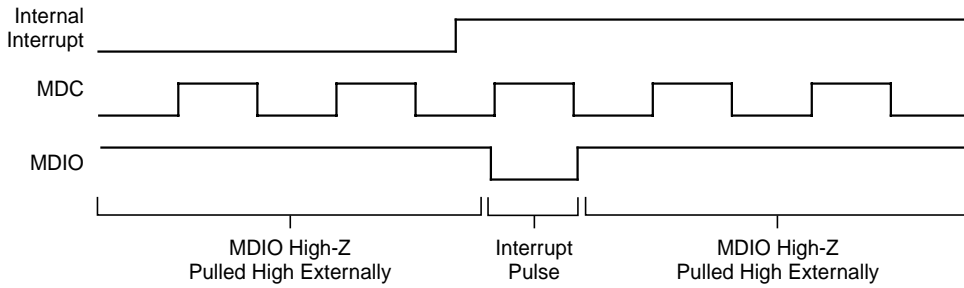 Internal
Interrupt
MDC
MDIO
MDIO High-Z
Pulled High Externally
Interrupt
Pulse
MDIO High-Z
Pulled High Externally